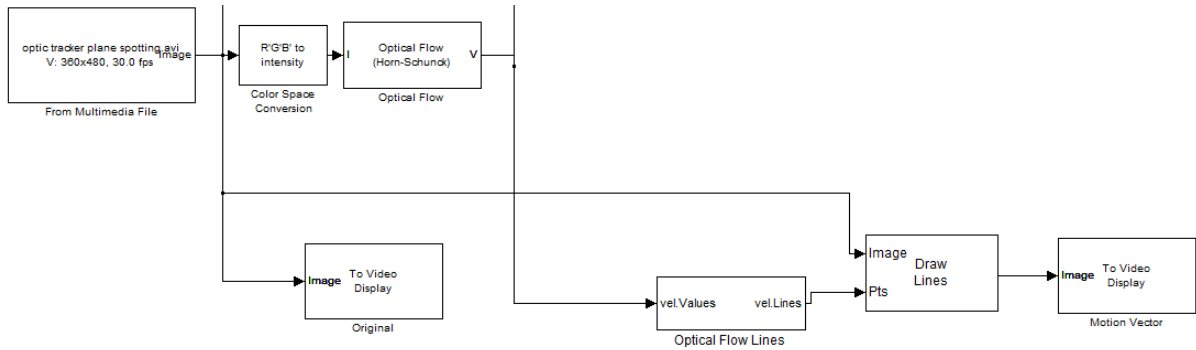 optic tracker plane spotting.avi
V: 360x480, 30.0 fps
Image
From Multimedia File
R'G'B' to
intensity
Color Space
Conversion
I
Optical Flow
(Horn-Schunck)
V
Optical Flow
Image
To Video
Display
Original
vel.Values
vel.Lines
Optical Flow Lines
Image
Pts
Draw
Lines
Image
To Video
Display
Motion Vector